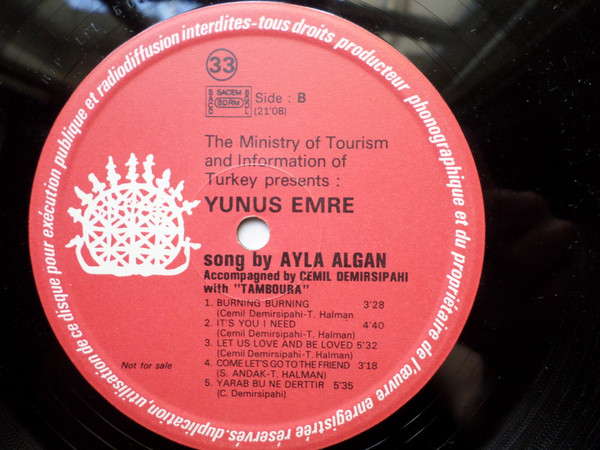 duplication, utilisation de ce disque pour exécution publique et radiodiffusion interdites - tous droits producteur phonographique et du propriétaire de l'œuvre enregistrée réservés.
33
SACEM
SACD SDRM SGDL
Side : B
(21'08)
The Ministry of Tourism
and Information of
Turkey presents :
YUNUS EMRE
song by AYLA ALGAN
Accompagned by CEMIL DEMIRSIPAHI
with "TAMBOURA"
1. BURNING BURNING 3'28
(Cemil Demirsipahi-T. Halman
2. IT'S YOU I NEED 4'40
(Cemil Demirsipahi-T. Halman)
3. LET US LOVE AND BE LOVED 5'32
(Cemil Demirsipahi-T. Halman)
4. COME LET'S GO TO THE FRIEND 3'18
(S. ANDAK-T. HALMAN)
5. YARAB BU NE DERTTIR 5'35
(C. Demirsipahi)
Not for sale